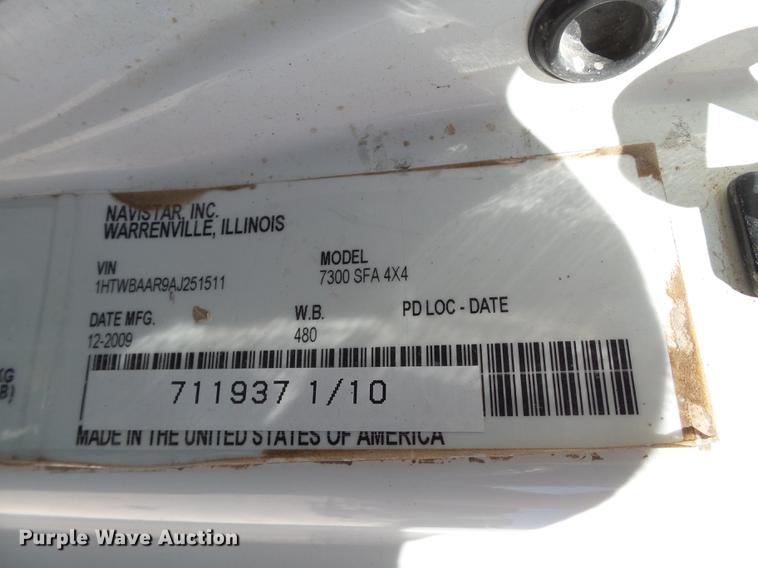 NAVISTAR, INC.
WARRENVILLE, ILLINOIS
VIN MODEL
1HTWBAAR9AJ251511 7300 SFA 4X4
DATE MFG. W.B. PD LOC - DATE
12-2009 480
KG
B)
711937 1/10
MADE IN THE UNITED STATES OF AMERICA
Purple Wave Auction